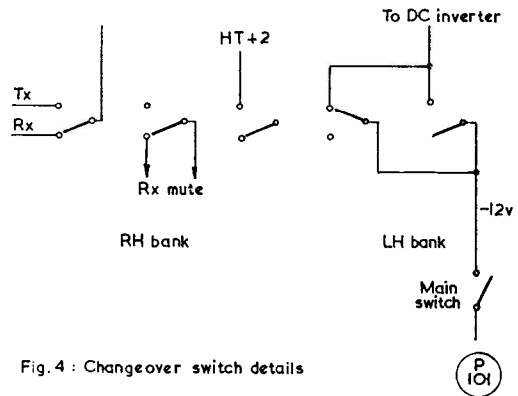 To DC inverter
HT+2
Tx
Rx
Rx mute
-12v
RH bank
LH bank
Main
switch
Fig. 4 : Changeover switch details
P
101